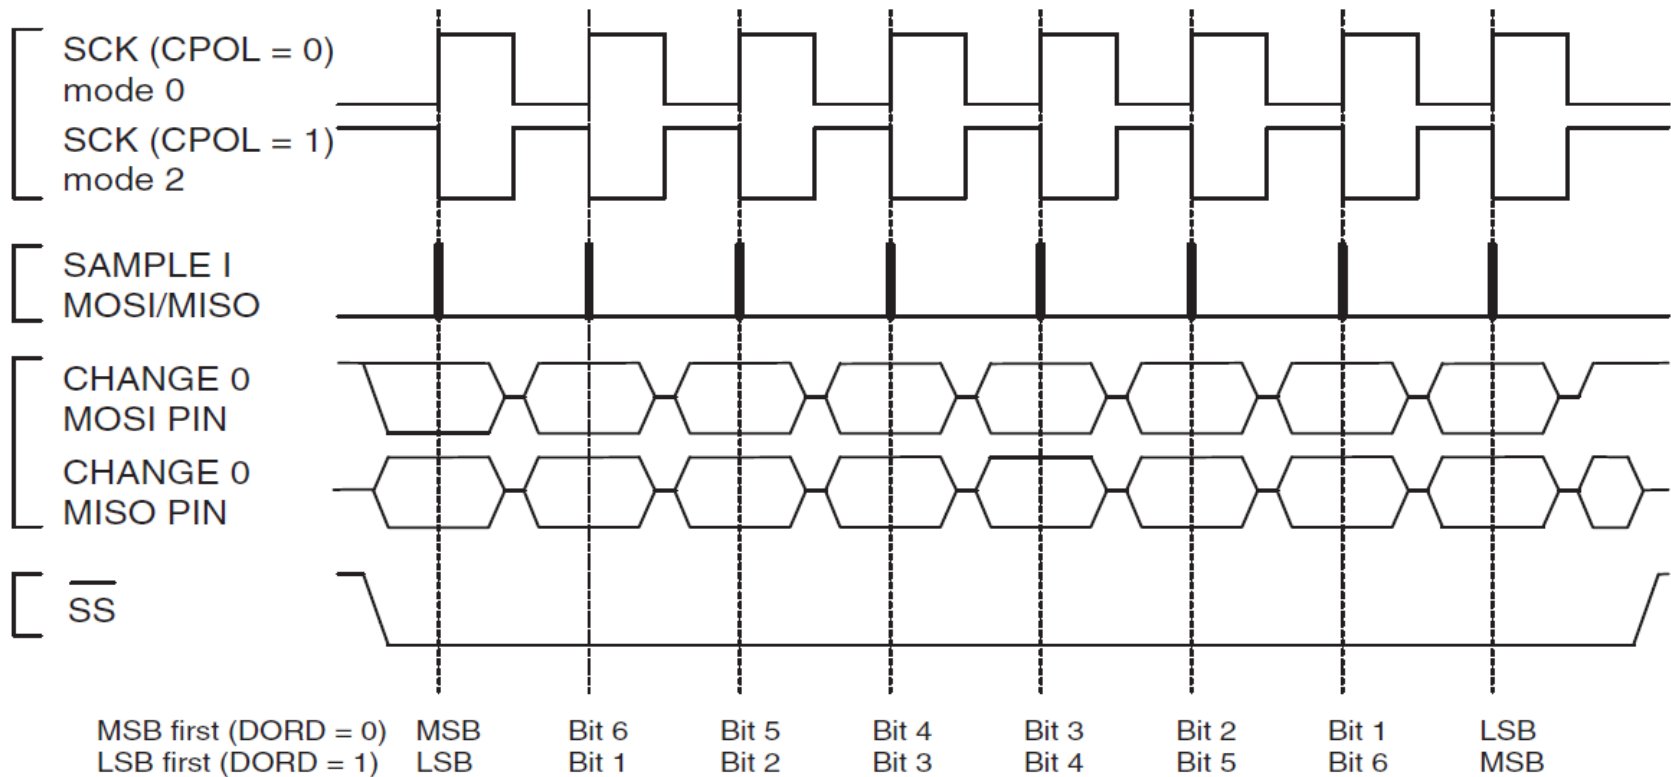 SCK (CPOL = 0)
mode 0
SCK (CPOL = 1)
mode 2
SAMPLE I
MOSI/MISO
CHANGE 0
MOSI PIN
CHANGE 0
MISO PIN
SS
MSB first (DORD = 0) MSB Bit 6 Bit 5 Bit 4 Bit 3 Bit 2 Bit 1 LSB
LSB first (DORD = 1) LSB Bit 1 Bit 2 Bit 3 Bit 4 Bit 5 Bit 6 MSB